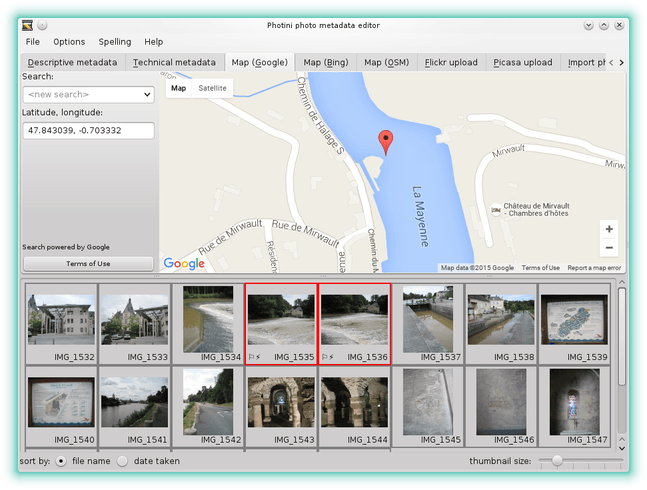 Photini photo metadata editor
File Options Spelling Help
Descriptive metadata Technical metadata Map (Google) Map (Bing) Map (OSM) Flickr upload Picasa upload Import ph
Search:
<new search>
Latitude, longitude:
47.843039, -0.703332
Search powered by Google
Terms of Use
Map Satellite
Chemin de Halage S
La Mayenne
Mirwault
Mirwault
Château de Mirvault
- Chambres d'hôtes
Rue de Mirwault
Rue de Mirwault
Chemin du
Google
+
−
Map data ©2015 Google Terms of Use Report a map error
IMG_1532 IMG_1533 IMG_1534 IMG_1535 IMG_1536 IMG_1537 IMG_1538 IMG_1539
IMG_1540 IMG_1541 IMG_1542 IMG_1543 IMG_1544 IMG_1545 IMG_1546 IMG_1547
sort by: file name date taken thumbnail size: